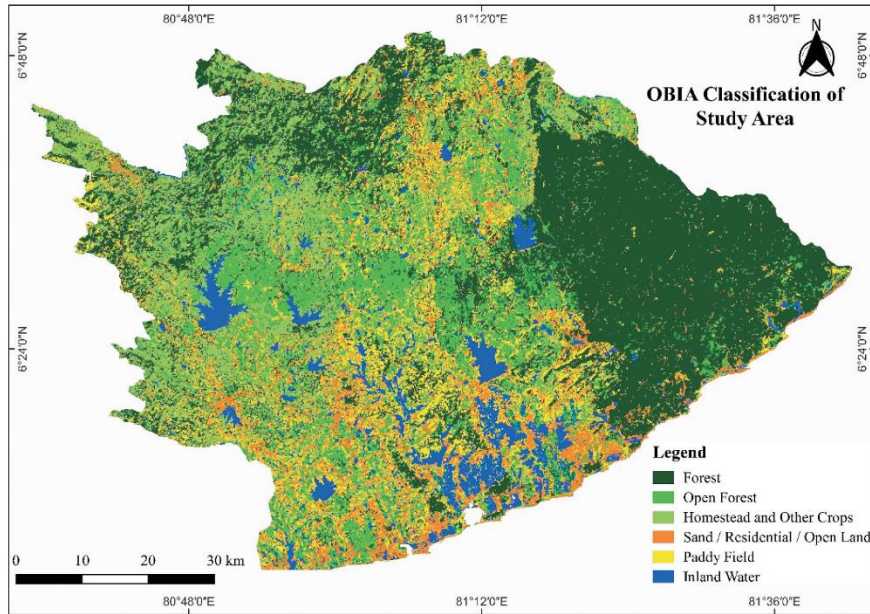 80°48'0"E 81°12'0"E 81°36'0"E
6°48'0"N
6°48'0"N
N
OBIA Classification of
Study Area
6°24'0"N
6°24'0"N
Legend
Forest
Open Forest
Homestead and Other Crops
Sand / Residential / Open Land
Paddy Field
Inland Water
0 10 20 30 km
80°48'0"E 81°12'0"E 81°36'0"E